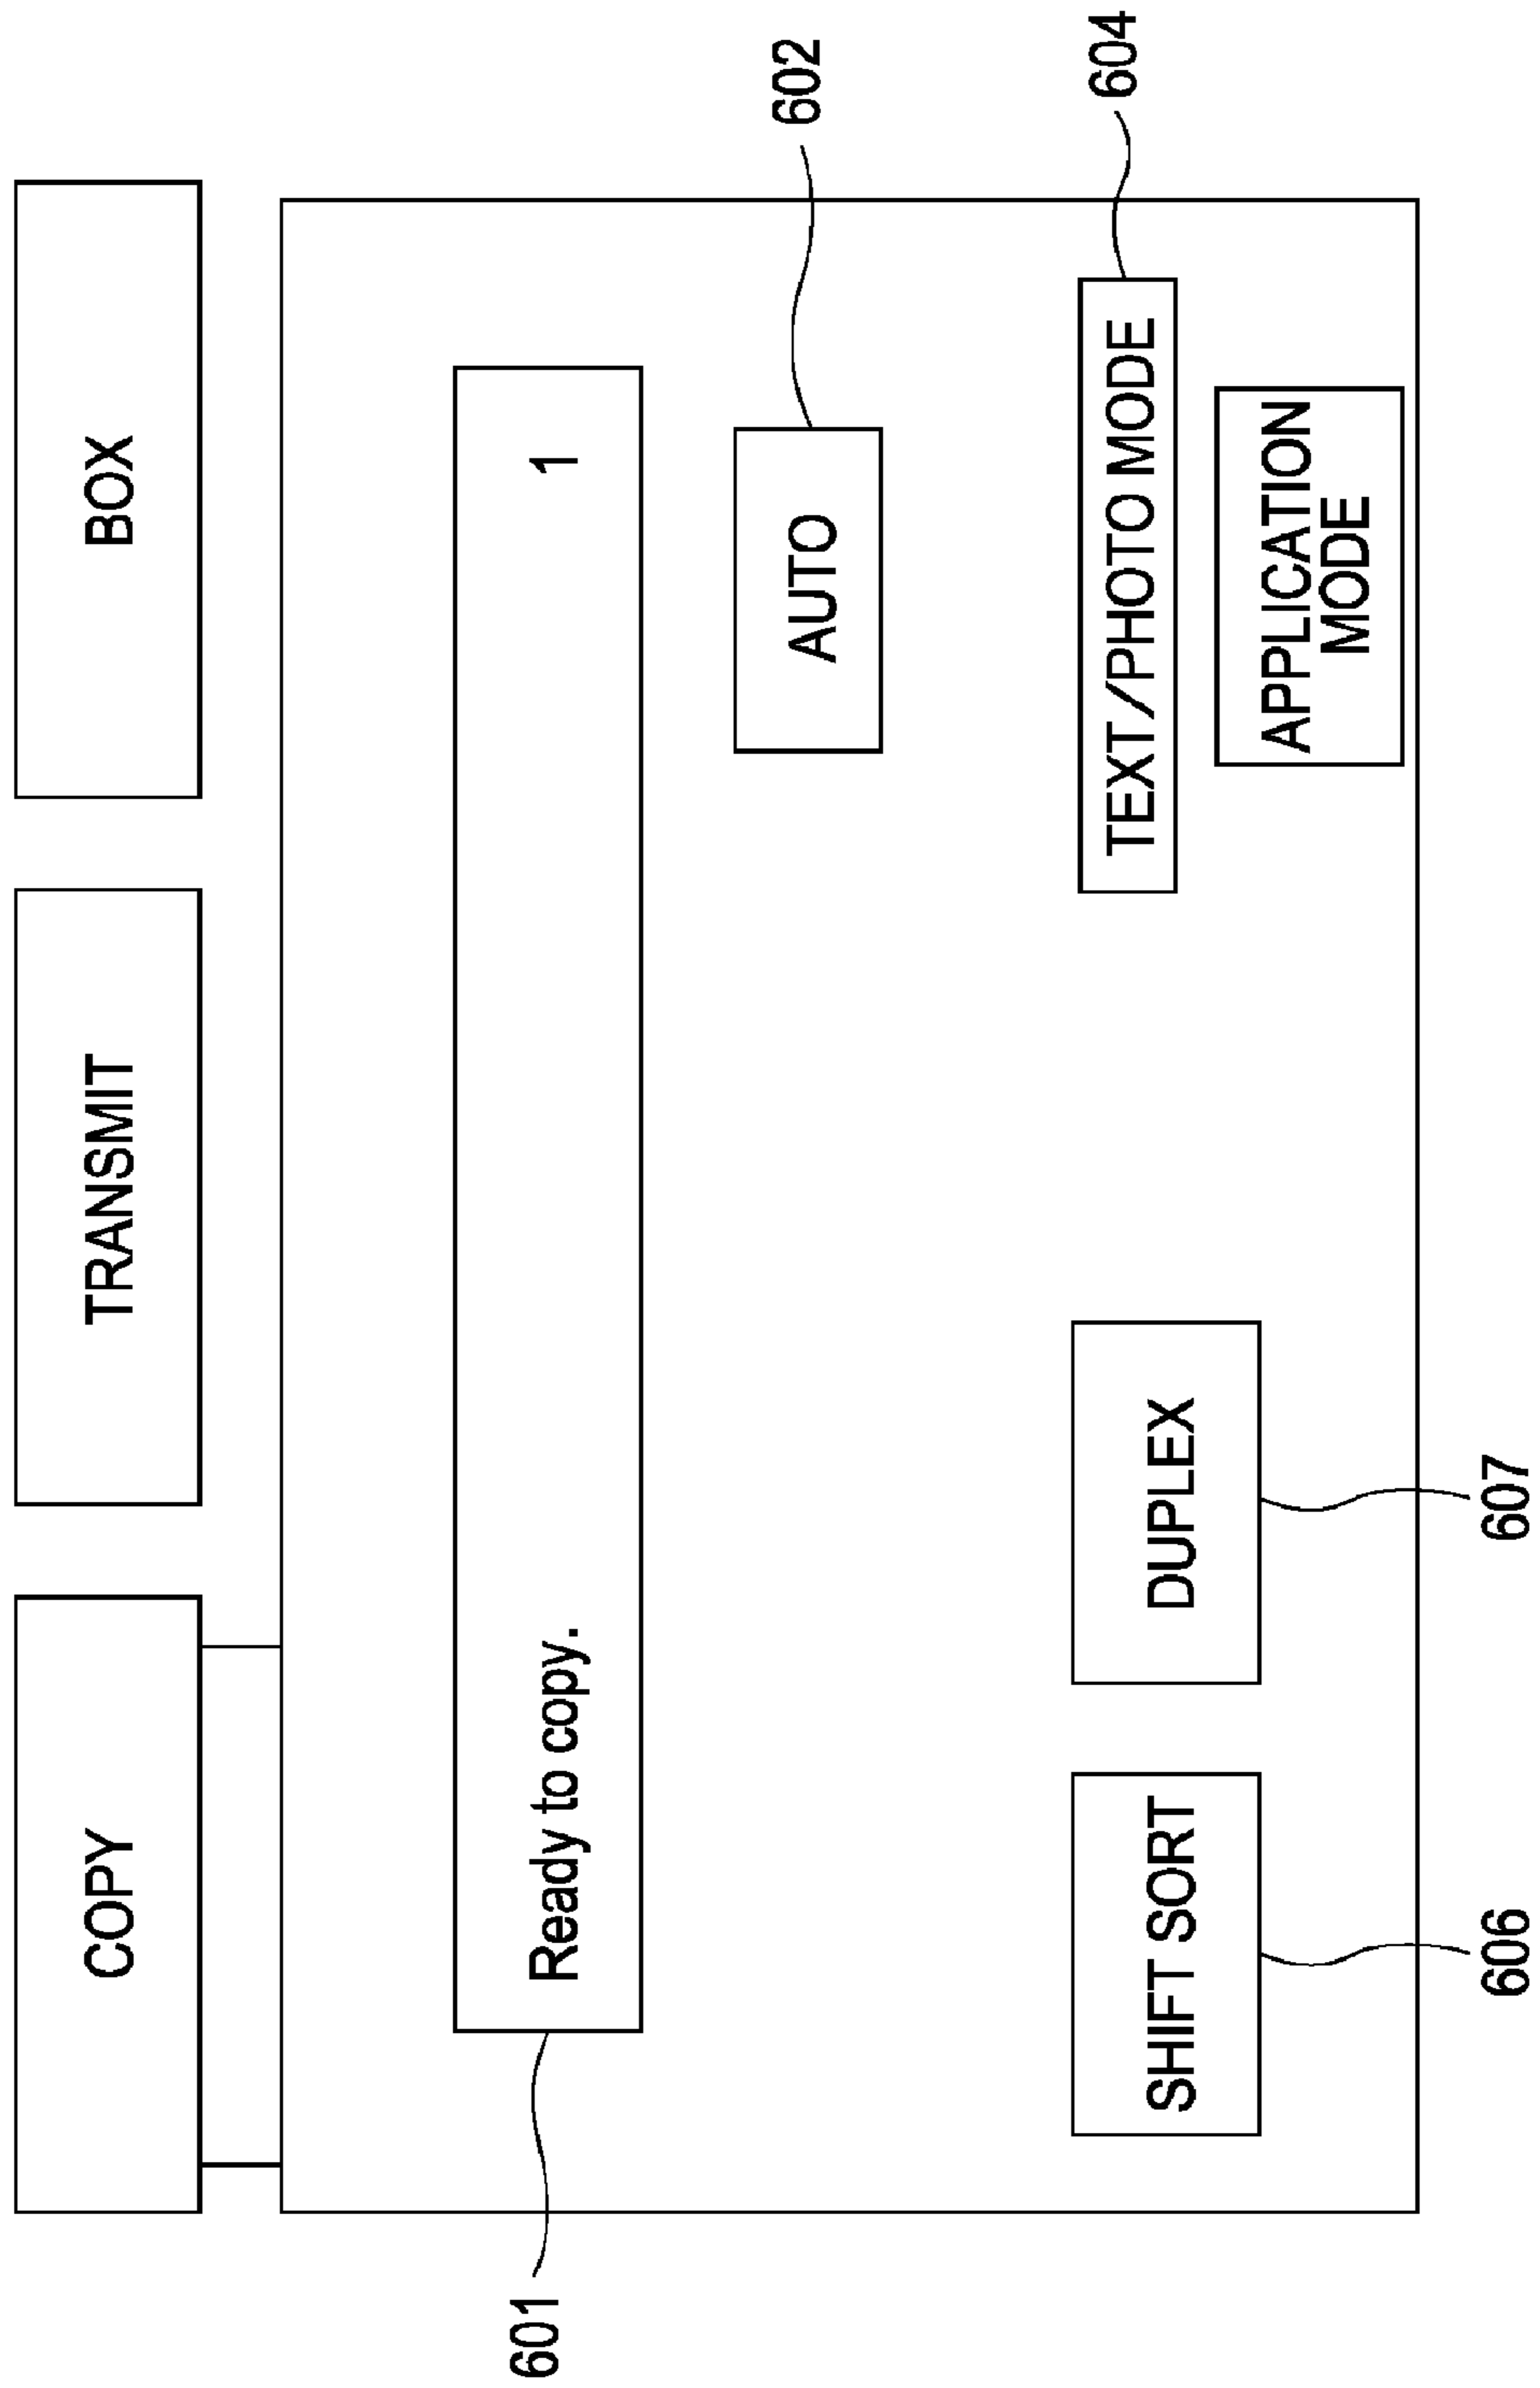 COPY
TRANSMIT
BOX
601
Ready to copy.
1
AUTO
602
SHIFT SORT
DUPLEX
TEXT/PHOTO MODE
604
APPLICATION
MODE
606
607